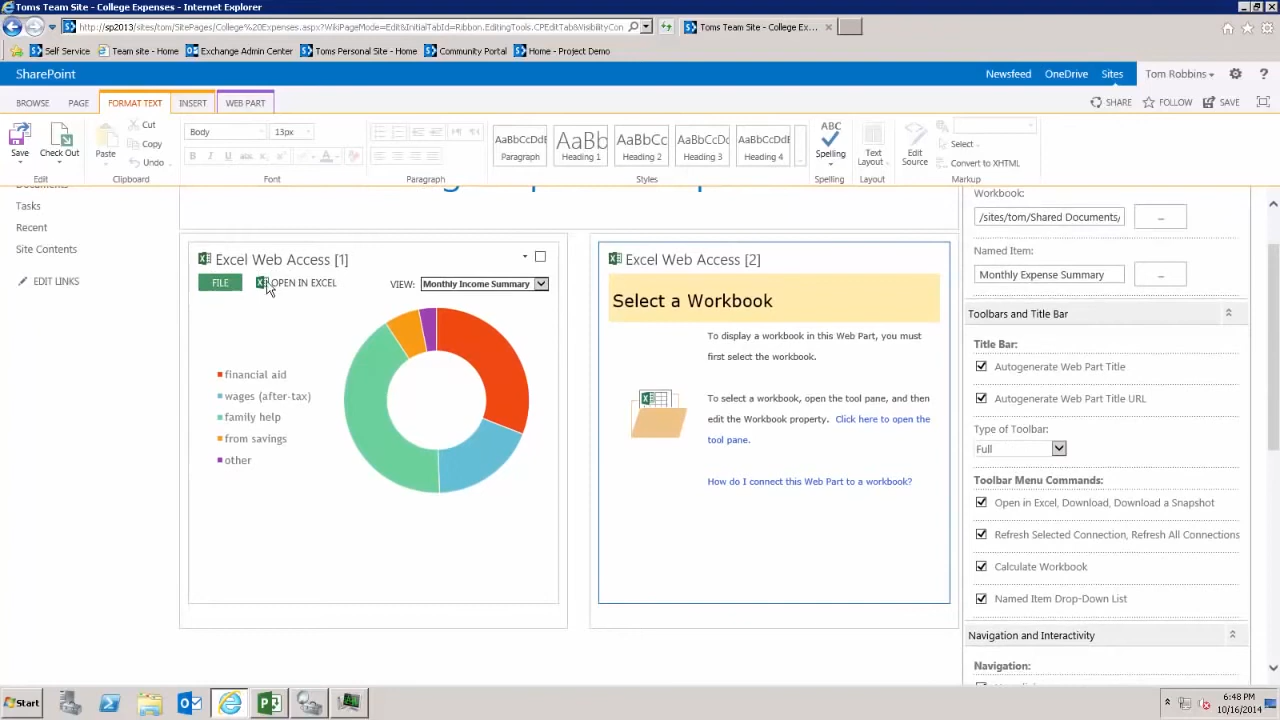 Toms Team Site - College Expenses - Internet Explorer
http://sp2013/sites/tom/SitePages/College%20Expenses.aspx?WikiPageMode=Edit&InitialTabId=Ribbon.EditingTools.CPEditTab&VisibilityCon
Toms Team Site - College Ex...
Self Service
Team site - Home
Exchange Admin Center
Toms Personal Site - Home
Community Portal
Home - Project Demo
SharePoint
Newsfeed
OneDrive
Sites
Tom Robbins
?
BROWSE
PAGE
FORMAT TEXT
INSERT
WEB PART
SHARE
FOLLOW
SAVE
Save
Check Out
Paste
Cut
Copy
Undo
Body
13px
B I U abc
AaBbCcDdE
Paragraph
AaBb
Heading 1
AaBbCc
Heading 2
AaBbCcD
Heading 3
AaBbCcDdE
Heading 4
ABC
Spelling
Text
Layout
Edit
Source
Select
Convert to XHTML
Edit
Clipboard
Font
Paragraph
Styles
Spelling
Layout
Markup
Documents
Tasks
Recent
Site Contents
EDIT LINKS
Excel Web Access [1]
FILE
OPEN IN EXCEL
VIEW:
Monthly Income Summary
financial aid
wages (after-tax)
family help
from savings
other
Excel Web Access [2]
Select a Workbook
To display a workbook in this Web Part, you must
first select the workbook.
To select a workbook, open the tool pane, and then
edit the Workbook property. Click here to open the
tool pane.
How do I connect this Web Part to a workbook?
Workbook:
/sites/tom/Shared Documents/
...
Named Item:
Monthly Expense Summary
...
Toolbars and Title Bar
Title Bar:
Autogenerate Web Part Title
Autogenerate Web Part Title URL
Type of Toolbar:
Full
Toolbar Menu Commands:
Open in Excel, Download, Download a Snapshot
Refresh Selected Connection, Refresh All Connections
Calculate Workbook
Named Item Drop-Down List
Navigation and Interactivity
Navigation:
Start
6:48 PM
10/16/2014